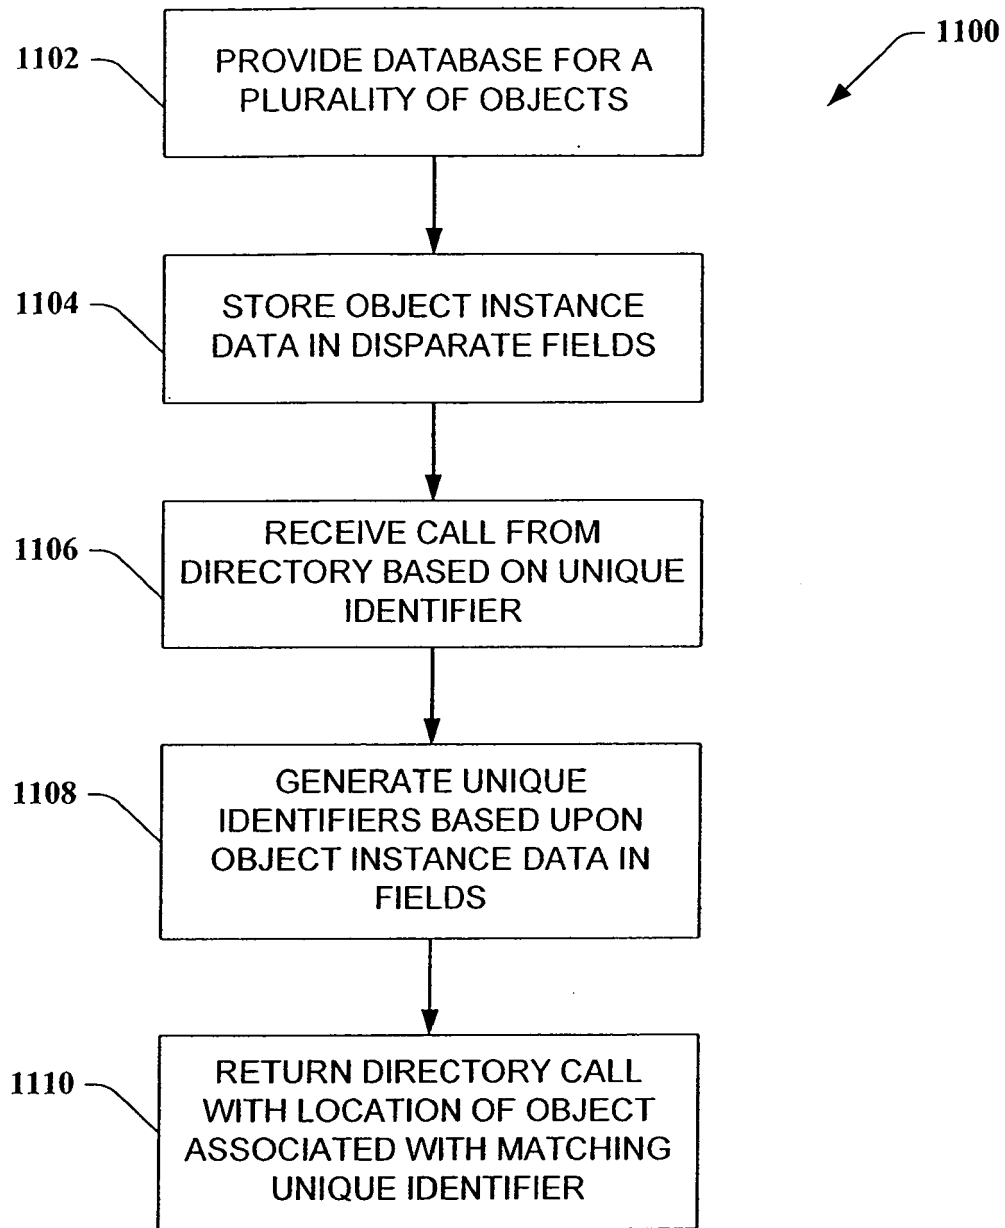 1100
1102
PROVIDE DATABASE FOR A
PLURALITY OF OBJECTS
1104
STORE OBJECT INSTANCE
DATA IN DISPARATE FIELDS
1106
RECEIVE CALL FROM
DIRECTORY BASED ON UNIQUE
IDENTIFIER
1108
GENERATE UNIQUE
IDENTIFIERS BASED UPON
OBJECT INSTANCE DATA IN
FIELDS
1110
RETURN DIRECTORY CALL
WITH LOCATION OF OBJECT
ASSOCIATED WITH MATCHING
UNIQUE IDENTIFIER